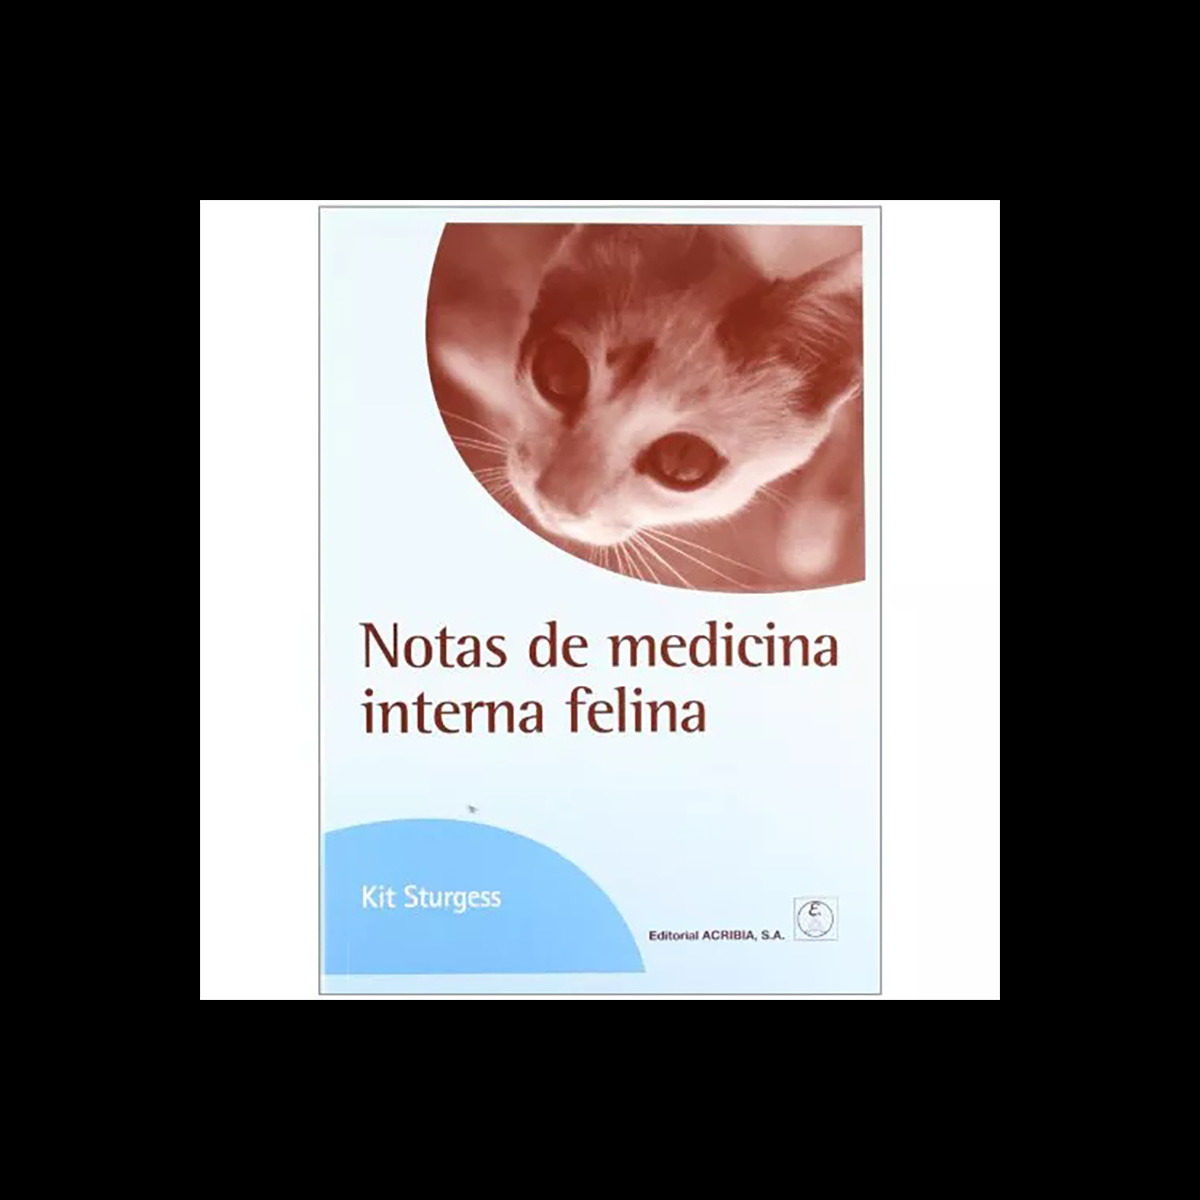 Notas de medicina
interna felina
Kit Sturgess
Editorial ACRIBIA, S.A.
E.